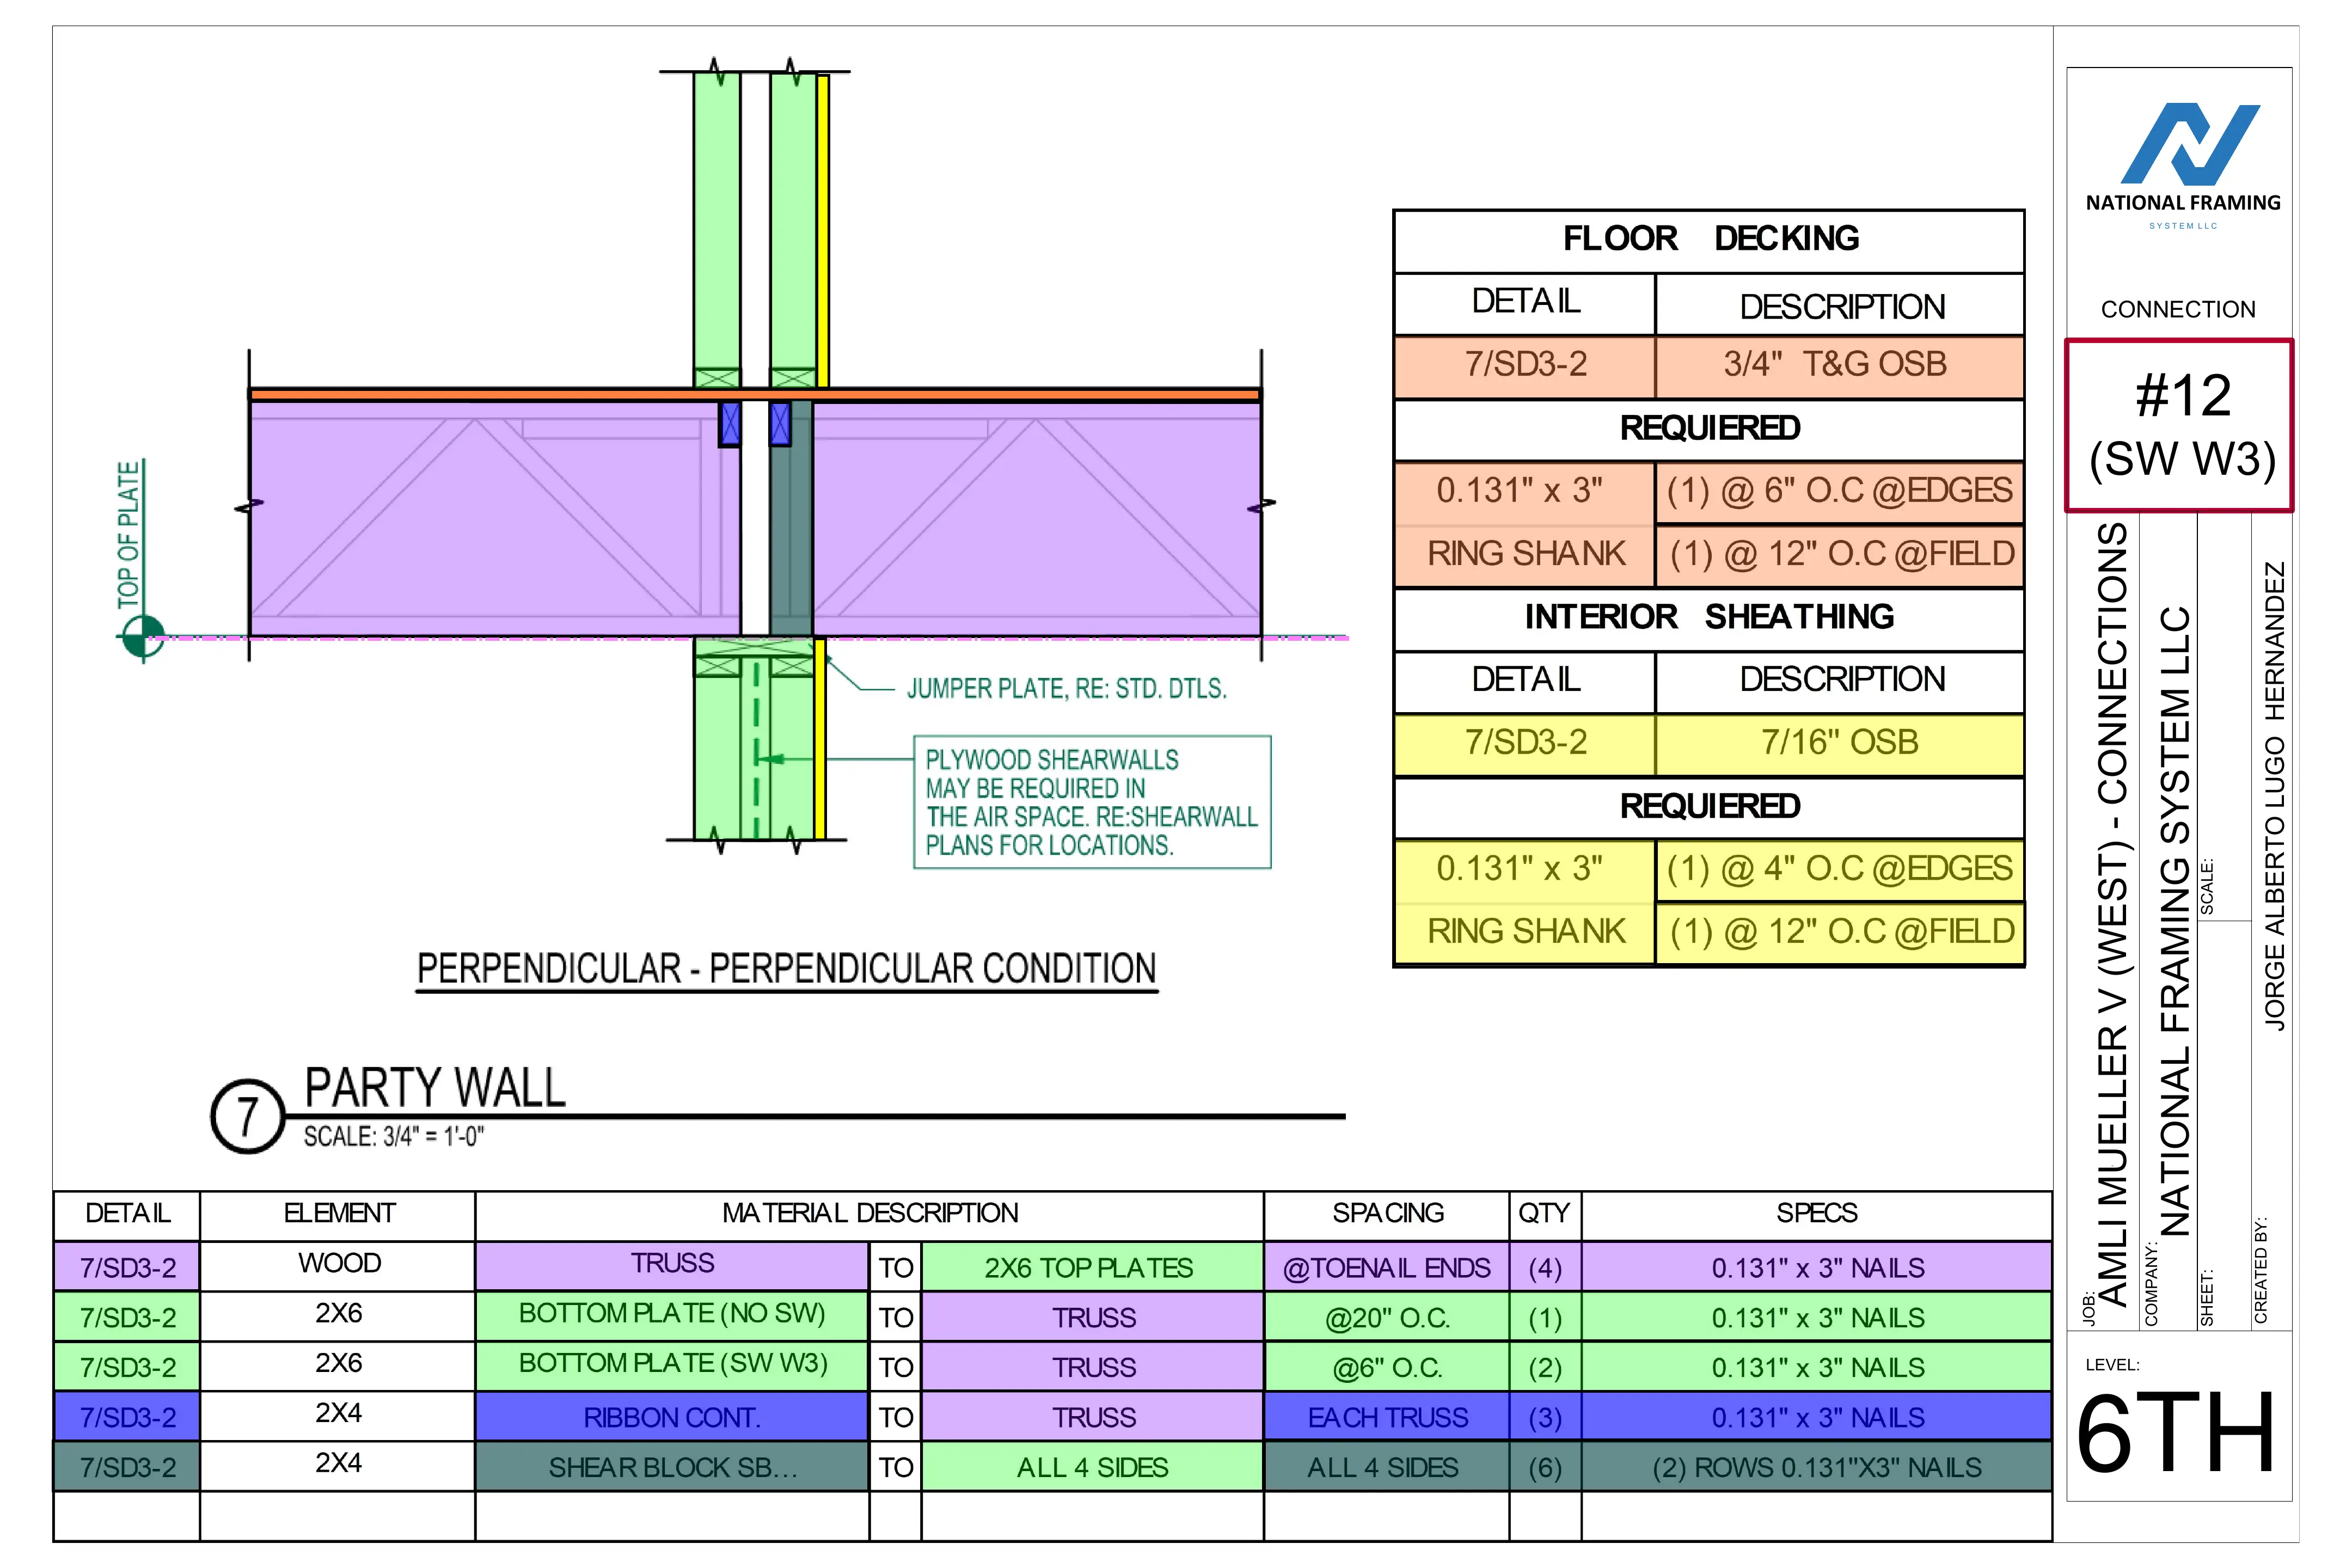 TOP OF PLATE
JUMPER PLATE, RE: STD. DTLS.
PLYWOOD SHEARWALLS
MAY BE REQUIRED IN
THE AIR SPACE. RE:SHEARWALL
PLANS FOR LOCATIONS.
PERPENDICULAR - PERPENDICULAR CONDITION
7
PARTY WALL
SCALE: 3/4" = 1'-0"
FLOOR DECKING
DETAIL DESCRIPTION
7/SD3-2 3/4" T&G OSB
REQUIERED
0.131" x 3" (1) @ 6" O.C @EDGES
RING SHANK (1) @ 12" O.C @FIELD
INTERIOR SHEATHING
DETAIL DESCRIPTION
7/SD3-2 7/16" OSB
REQUIERED
0.131" x 3" (1) @ 4" O.C @EDGES
RING SHANK (1) @ 12" O.C @FIELD
DETAIL ELEMENT MATERIAL DESCRIPTION SPACING QTY SPECS
7/SD3-2 WOOD TRUSS TO 2X6 TOP PLATES @TOENAIL ENDS (4) 0.131" x 3" NAILS
7/SD3-2 2X6 BOTTOM PLATE (NO SW) TO TRUSS @20" O.C. (1) 0.131" x 3" NAILS
7/SD3-2 2X6 BOTTOM PLATE (SW W3) TO TRUSS @6" O.C. (2) 0.131" x 3" NAILS
7/SD3-2 2X4 RIBBON CONT. TO TRUSS EACH TRUSS (3) 0.131" x 3" NAILS
7/SD3-2 2X4 SHEAR BLOCK SB... TO ALL 4 SIDES ALL 4 SIDES (6) (2) ROWS 0.131"X3" NAILS
NATIONAL FRAMING
SYSTEM LLC
CONNECTION
#12
(SW W3)
JOB:
AMLI MUELLER V (WEST) - CONNECTIONS
COMPANY:
NATIONAL FRAMING SYSTEM LLC
SHEET:
SCALE:
CREATED BY:
JORGE ALBERTO LUGO HERNANDEZ
LEVEL:
6TH